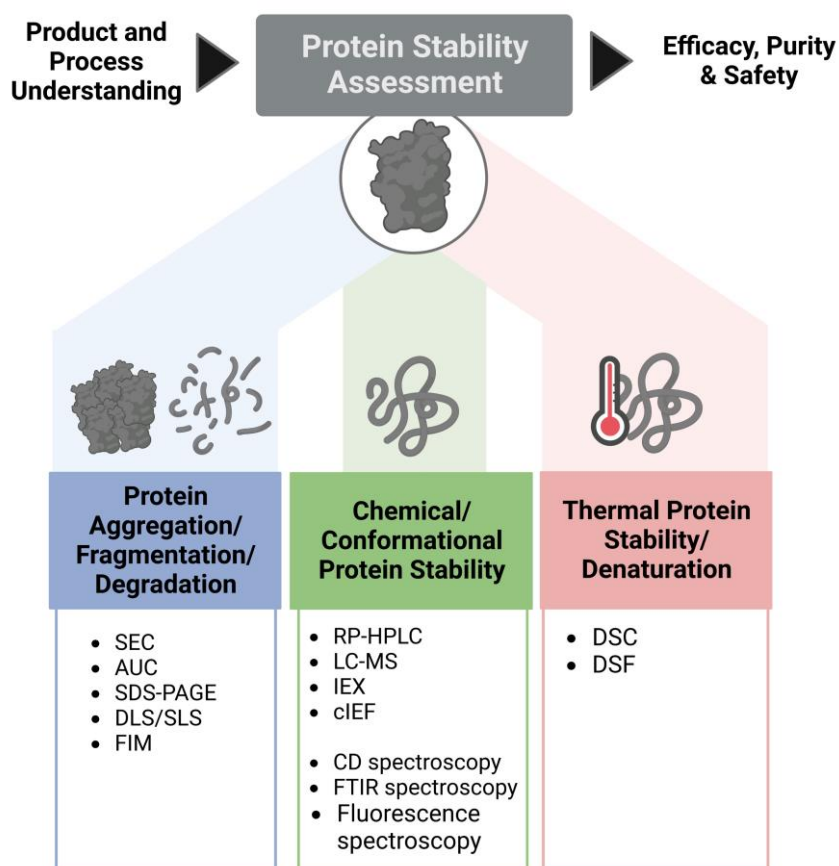 Product and
Process
Understanding
Protein Stability
Assessment
Efficacy, Purity
& Safety
Protein
Aggregation/
Fragmentation/
Degradation
• SEC
• AUC
• SDS-PAGE
• DLS/SLS
• FIM
Chemical/
Conformational
Protein Stability
• RP-HPLC
• LC-MS
• IEX
• cIEF
• CD spectroscopy
• FTIR spectroscopy
• Fluorescence
spectroscopy
Thermal Protein
Stability/
Denaturation
• DSC
• DSF